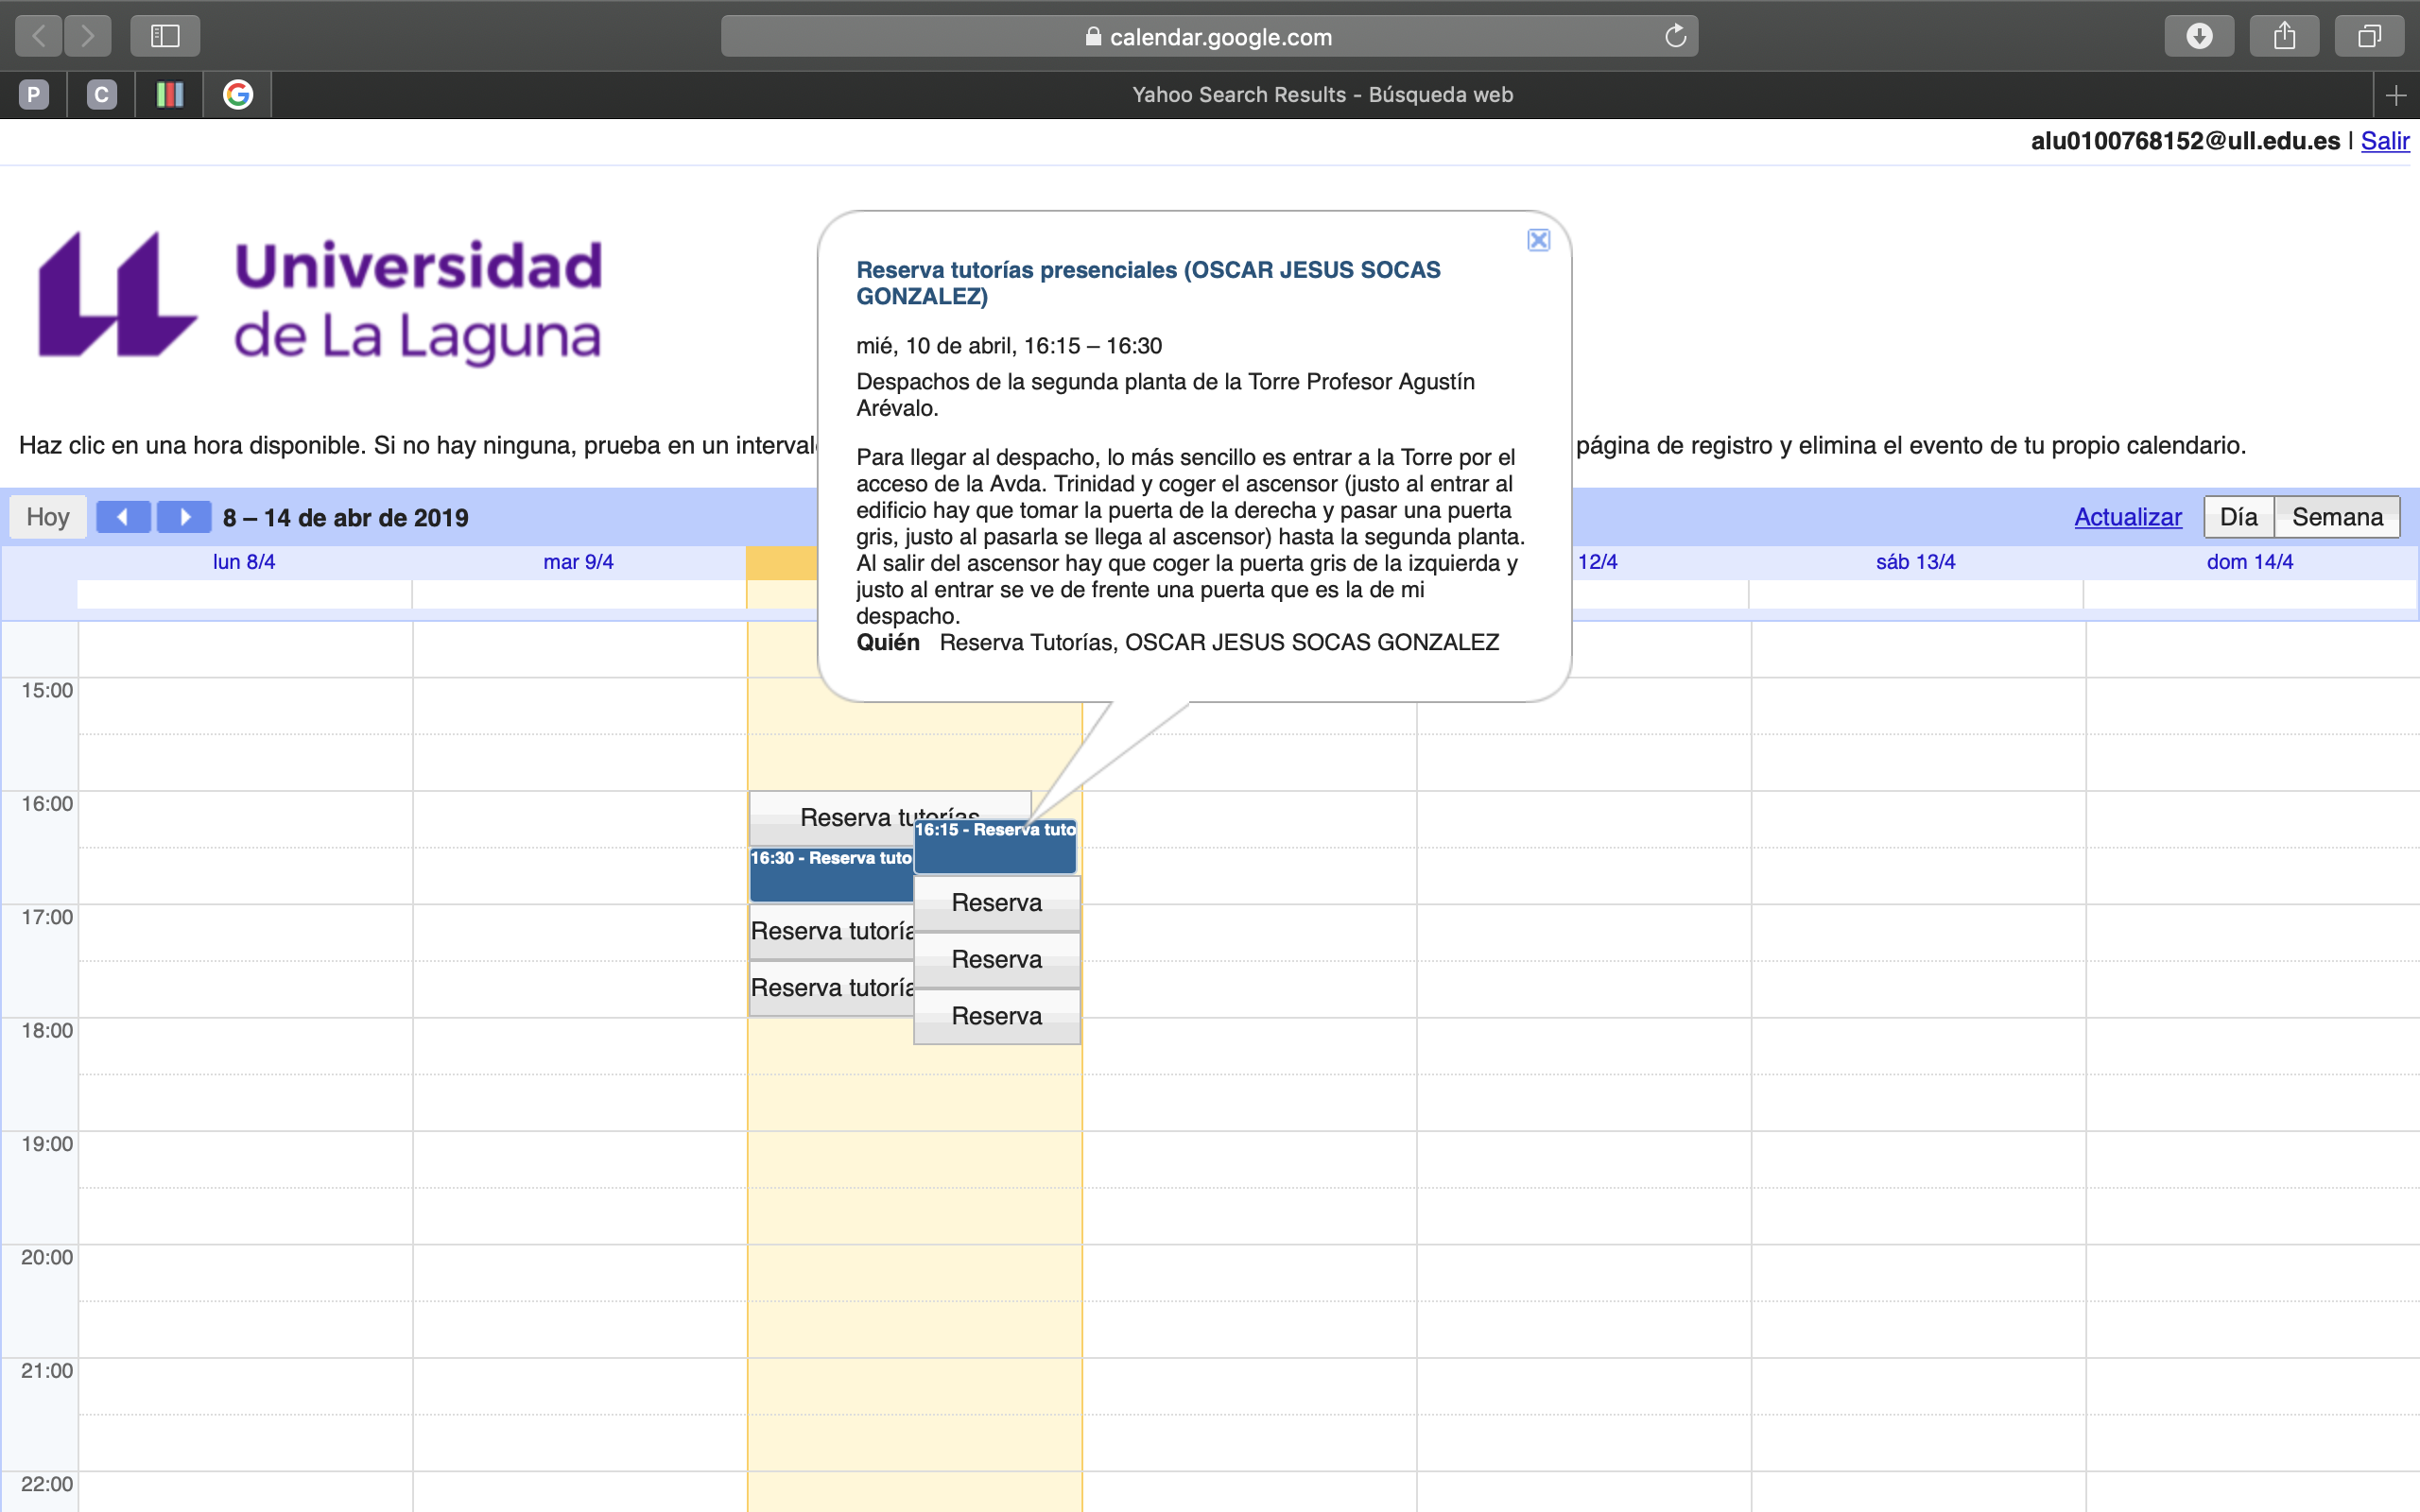 calendar.google.com
P
C
Yahoo Search Results - Búsqueda web
alu0100768152@ull.edu.es | Salir
Universidad
de La Laguna
Reserva tutorías presenciales (OSCAR JESUS SOCAS
GONZALEZ)
mié, 10 de abril, 16:15 – 16:30
Despachos de la segunda planta de la Torre Profesor Agustín
Arévalo.
Para llegar al despacho, lo más sencillo es entrar a la Torre por el
acceso de la Avda. Trinidad y coger el ascensor (justo al entrar al
edificio hay que tomar la puerta de la derecha y pasar una puerta
gris, justo al pasarla se llega al ascensor) hasta la segunda planta.
Al salir del ascensor hay que coger la puerta gris de la izquierda y
justo al entrar se ve de frente una puerta que es la de mi
despacho.
Quién Reserva Tutorías, OSCAR JESUS SOCAS GONZALEZ
Haz clic en una hora disponible. Si no hay ninguna, prueba en un página de registro y elimina el evento de tu propio calendario.
Hoy 8 – 14 de abr de 2019 Actualizar Día Semana
lun 8/4 mar 9/4 12/4 sáb 13/4 dom 14/4
15:00
16:00
Reserva tutorías
16:15 - Reserva tuto
16:30 - Reserva tuto
Reserva
17:00
Reserva tutoría
Reserva
Reserva tutoría
Reserva
18:00
19:00
20:00
21:00
22:00